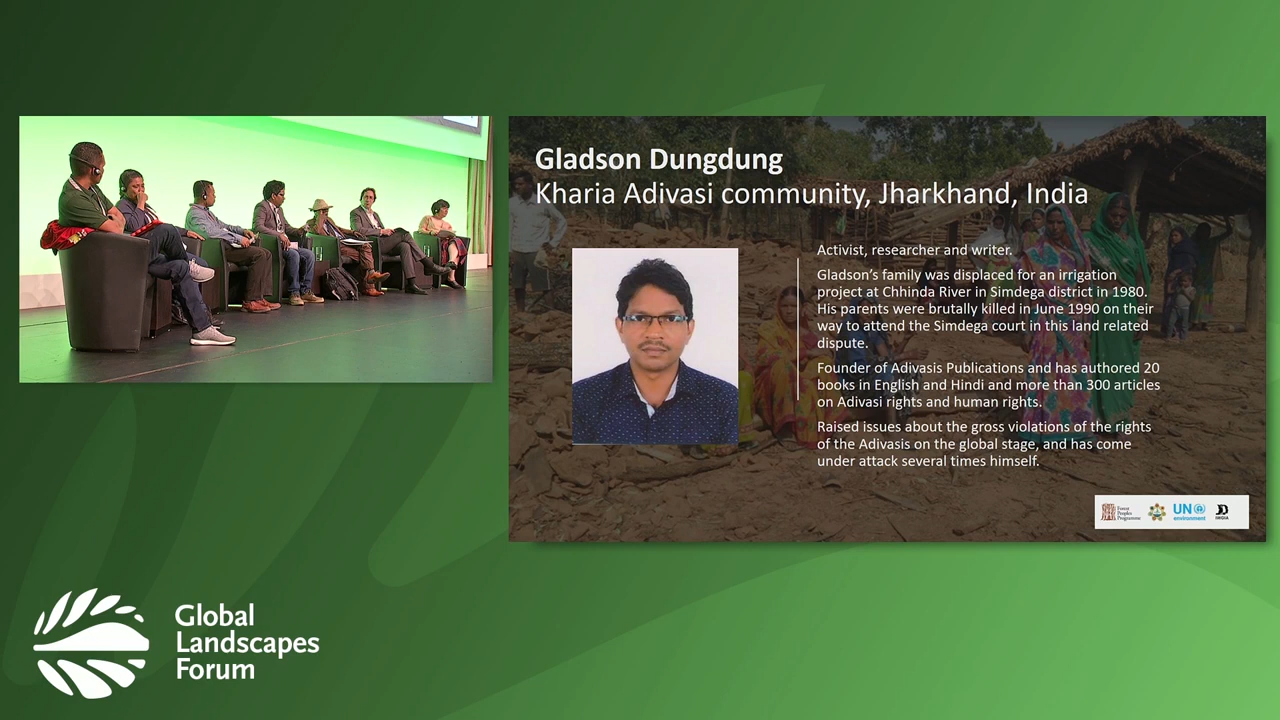 Gladson Dungdung
Kharia Adivasi community, Jharkhand, India
Activist, researcher and writer.
Gladson's family was displaced for an irrigation
project at Chhinda River in Simdega district in 1980.
His parents were brutally killed in June 1990 on their
way to attend the Simdega court in this land related
dispute.
Founder of Adivasis Publications and has authored 20
books in English and Hindi and more than 300 articles
on Adivasi rights and human rights.
Raised issues about the gross violations of the rights
of the Adivasis on the global stage, and has come
under attack several times himself.
Forest
Peoples
Programme
UN
environment
IWGIA
Global
Landscapes
Forum